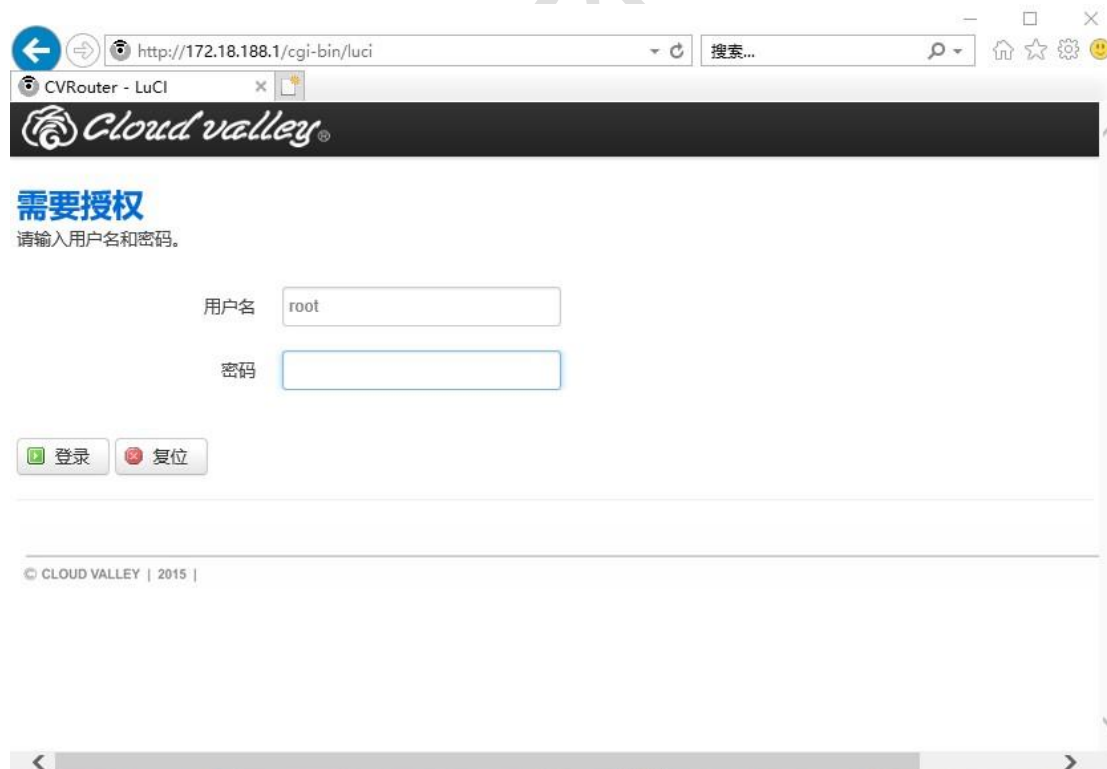 http://172.18.188.1/cgi-bin/luci
搜索...
CVRouter - LuCI
Cloud valley®
需要授权
请输入用户名和密码。
用户名
root
密码
登录
复位
© CLOUD VALLEY | 2015 |